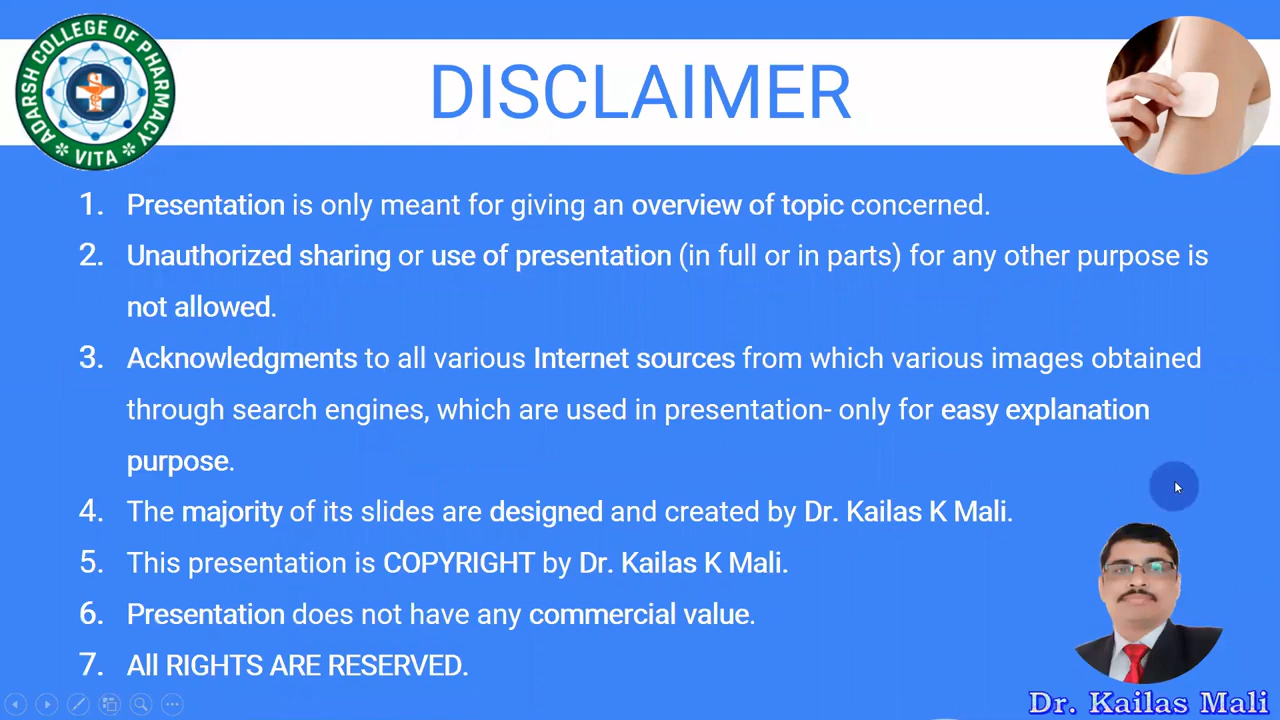 ADARSH COLLEGE OF PHARMACY
VITA
DISCLAIMER
1. Presentation is only meant for giving an overview of topic concerned.
2. Unauthorized sharing or use of presentation (in full or in parts) for any other purpose is
not allowed.
3. Acknowledgments to all various Internet sources from which various images obtained
through search engines, which are used in presentation- only for easy explanation
purpose.
4. The majority of its slides are designed and created by Dr. Kailas K Mali.
5. This presentation is COPYRIGHT by Dr. Kailas K Mali.
6. Presentation does not have any commercial value.
7. All RIGHTS ARE RESERVED.
Dr. Kailas Mali